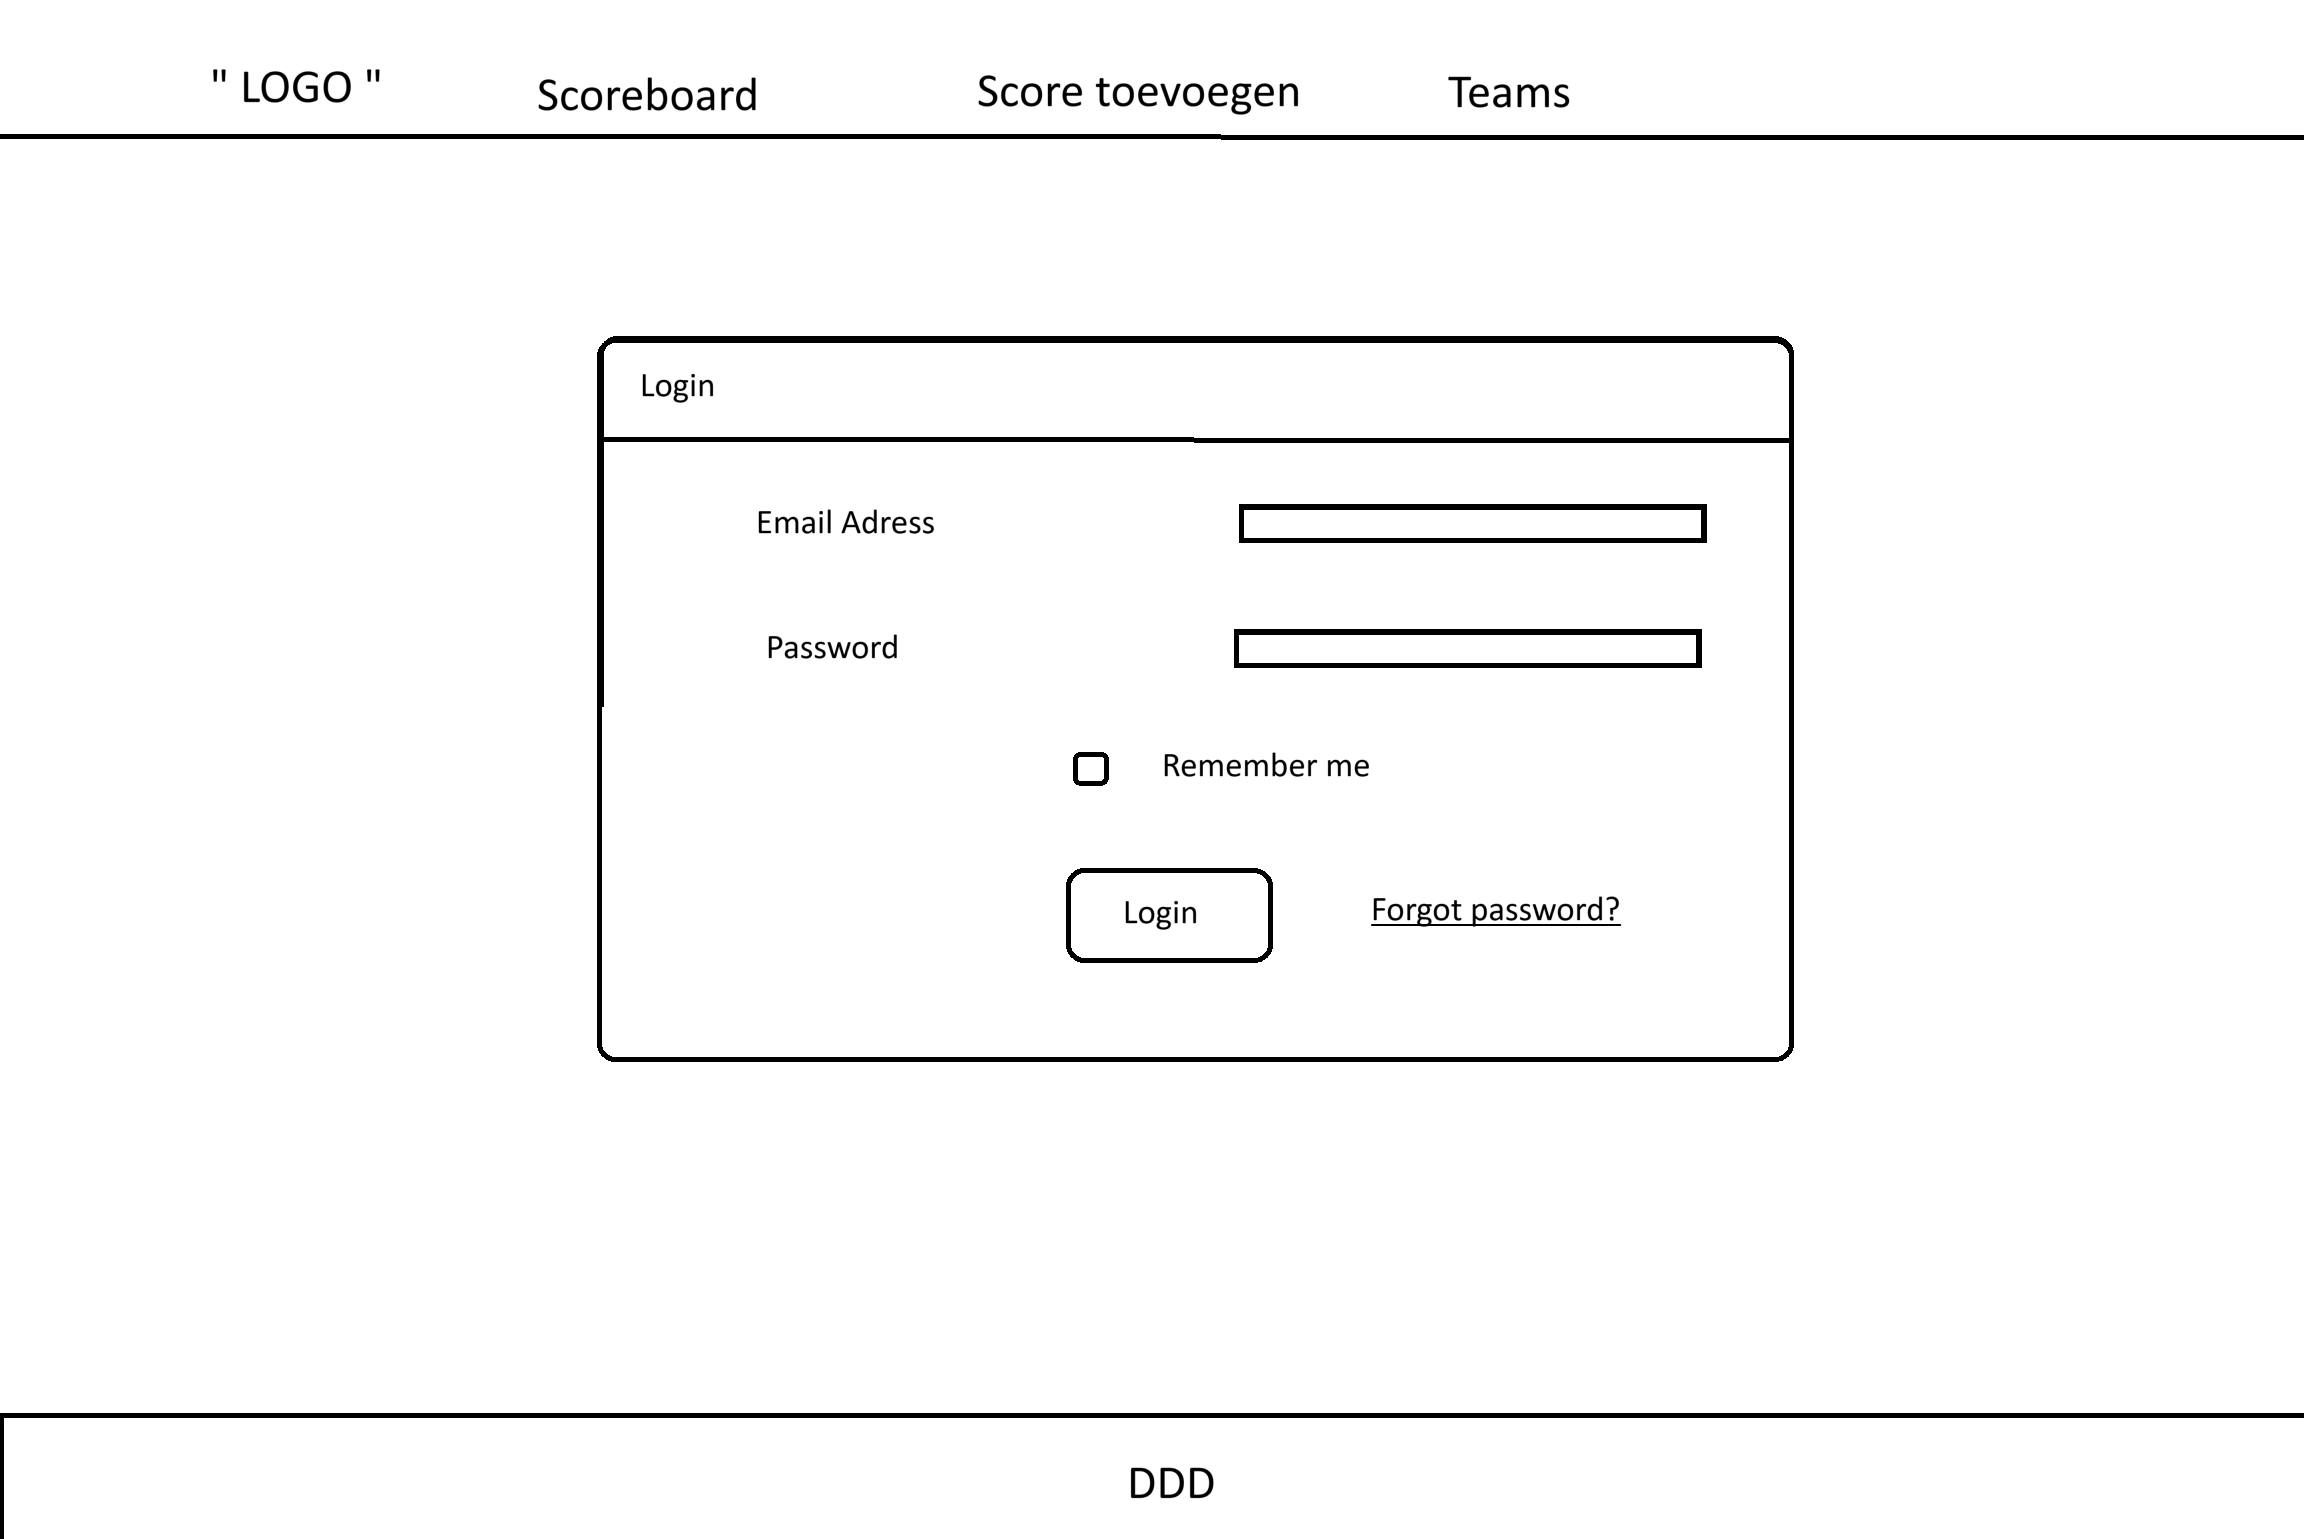 " LOGO "
Scoreboard
Score toevoegen
Teams
Login
Email Adress
Password
Remember me
Login
Forgot password?
DDD